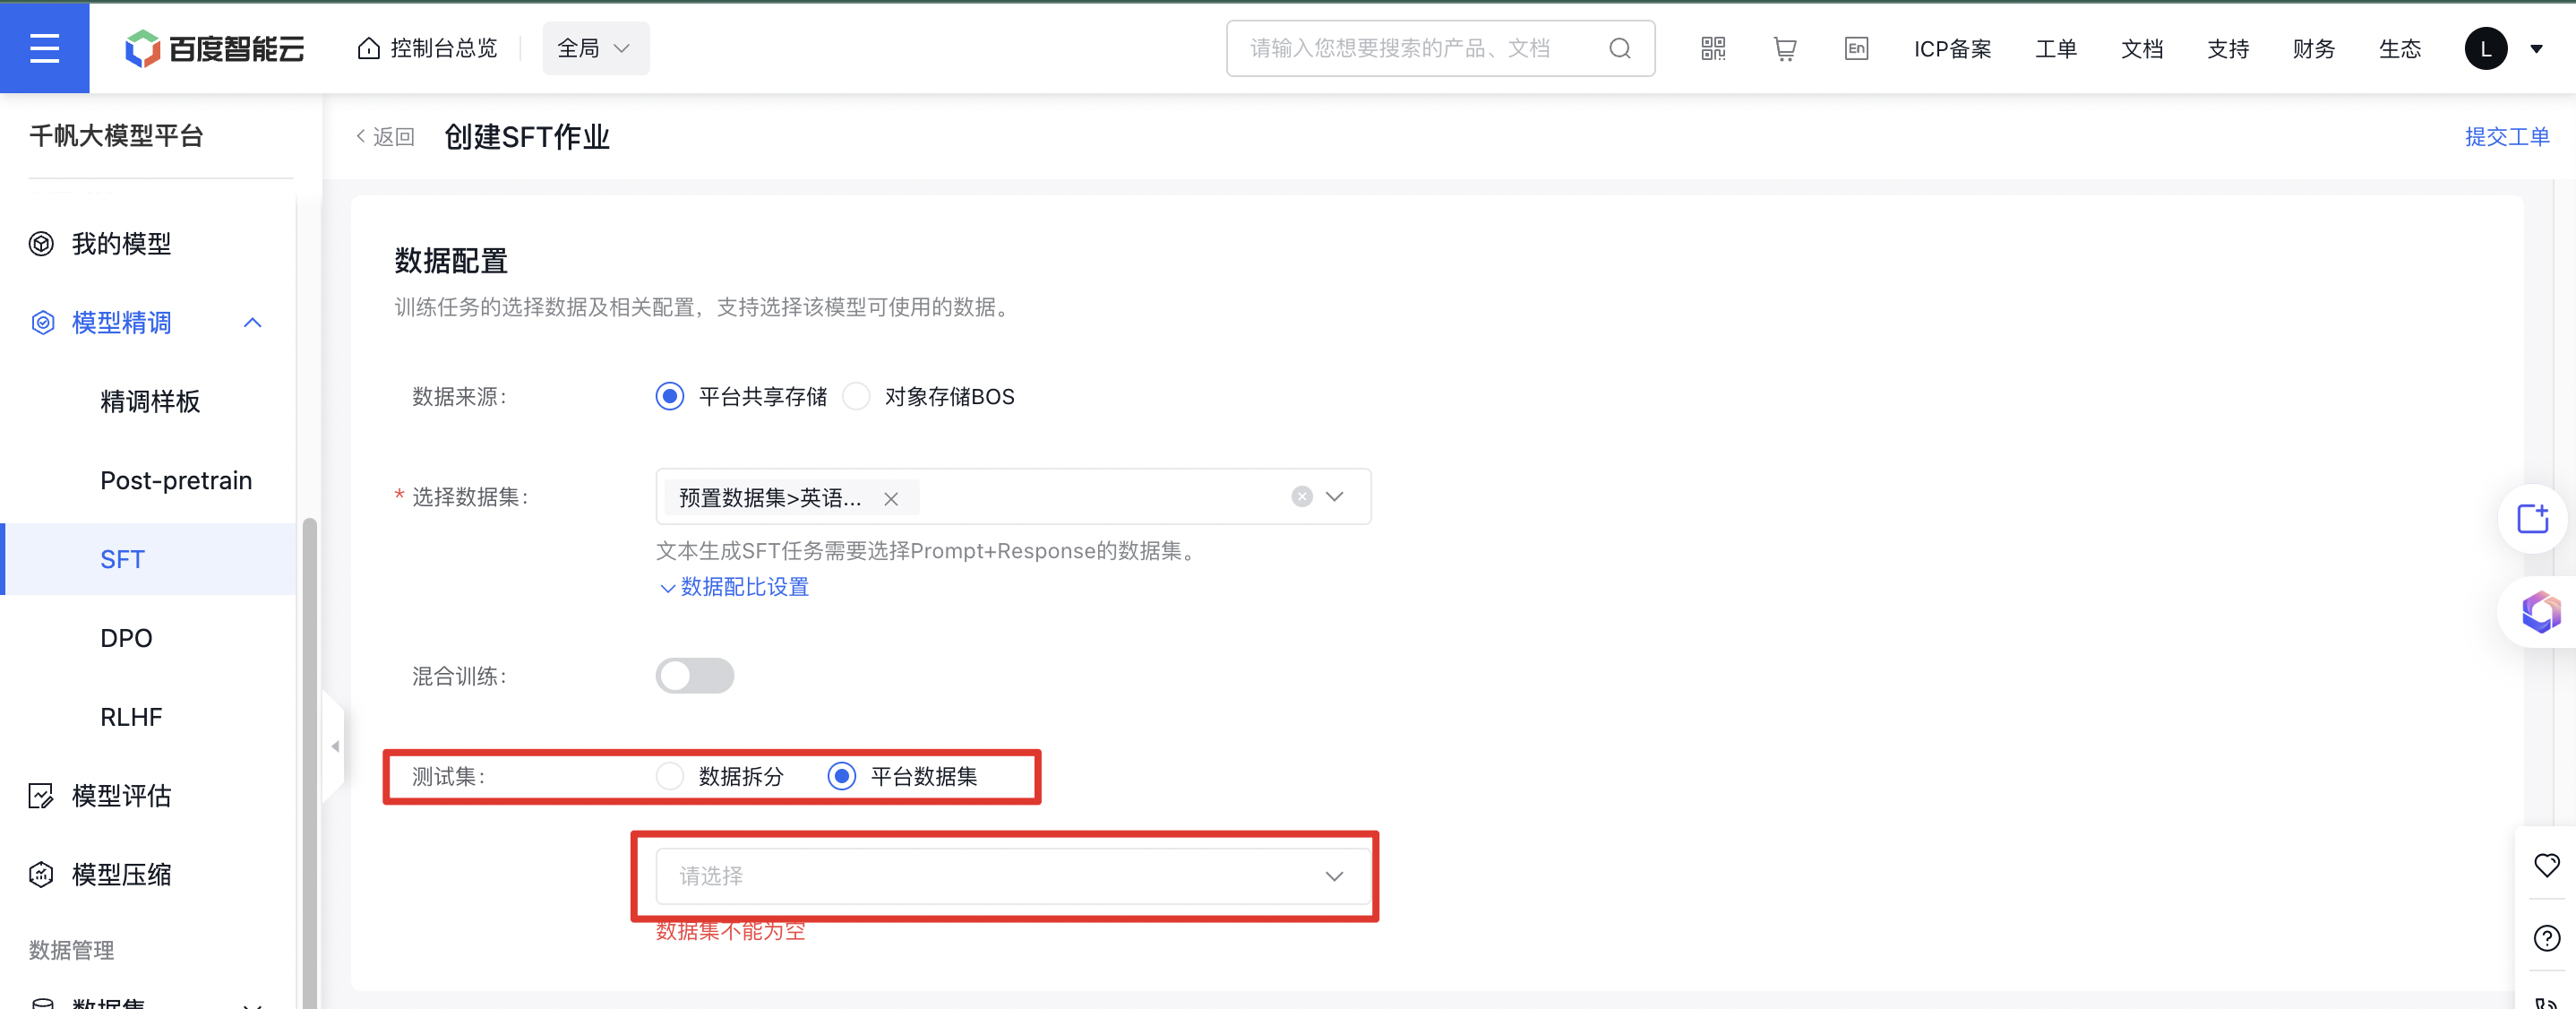 百度智能云
控制台总览
全局
请输入您想要搜索的产品、文档
En
ICP备案
工单
文档
支持
财务
生态
L
千帆大模型平台
返回
创建SFT作业
提交工单
我的模型
模型精调
精调样板
Post-pretrain
SFT
DPO
RLHF
模型评估
模型压缩
数据管理
数据集
数据配置
训练任务的选择数据及相关配置，支持选择该模型可使用的数据。
数据来源：
平台共享存储
对象存储BOS
* 选择数据集：
预置数据集>英语...
文本生成SFT任务需要选择Prompt+Response的数据集。
数据配比设置
混合训练：
测试集：
数据拆分
平台数据集
请选择
数据集不能为空